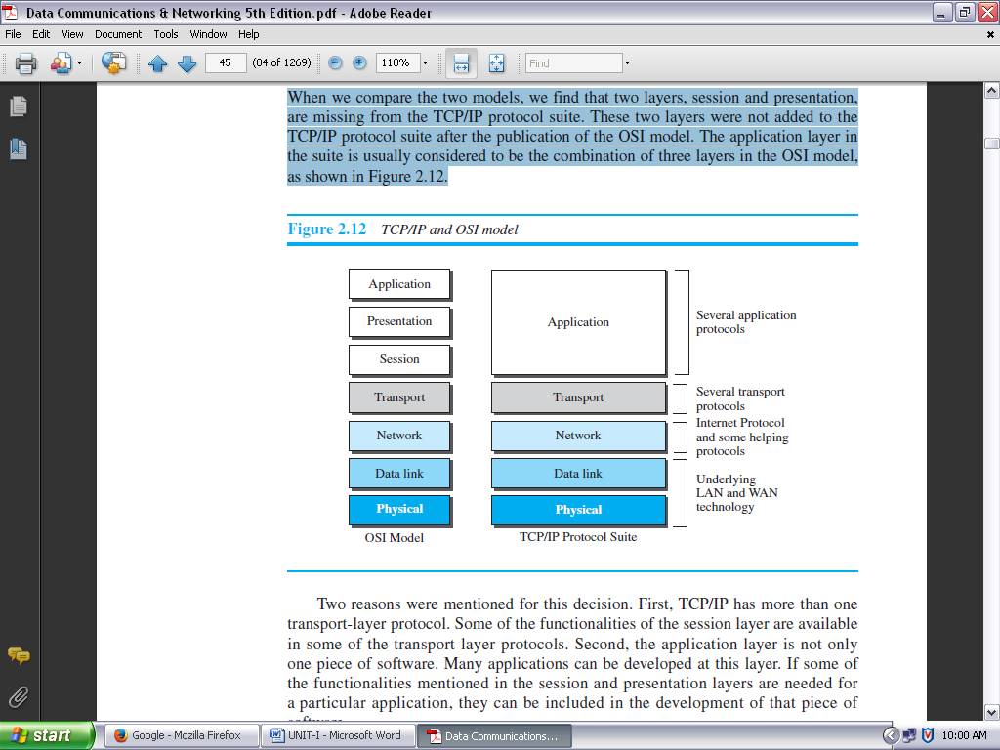 Data Communications & Networking 5th Edition.pdf - Adobe Reader
File Edit View Document Tools Window Help
45 (84 of 1269) 110% Find
When we compare the two models, we find that two layers, session and presentation,
are missing from the TCP/IP protocol suite. These two layers were not added to the
TCP/IP protocol suite after the publication of the OSI model. The application layer in
the suite is usually considered to be the combination of three layers in the OSI model,
as shown in Figure 2.12.
Figure 2.12 TCP/IP and OSI model
Application
Presentation
Session
Transport
Network
Data link
Physical
OSI Model
Application
Transport
Network
Data link
Physical
TCP/IP Protocol Suite
Several application
protocols
Several transport
protocols
Internet Protocol
and some helping
protocols
Underlying
LAN and WAN
technology
Two reasons were mentioned for this decision. First, TCP/IP has more than one
transport-layer protocol. Some of the functionalities of the session layer are available
in some of the transport-layer protocols. Second, the application layer is not only
one piece of software. Many applications can be developed at this layer. If some of
the functionalities mentioned in the session and presentation layers are needed for
a particular application, they can be included in the development of that piece of
start Google - Mozilla Firefox UNIT-I - Microsoft Word Data Communications... 10:00 AM